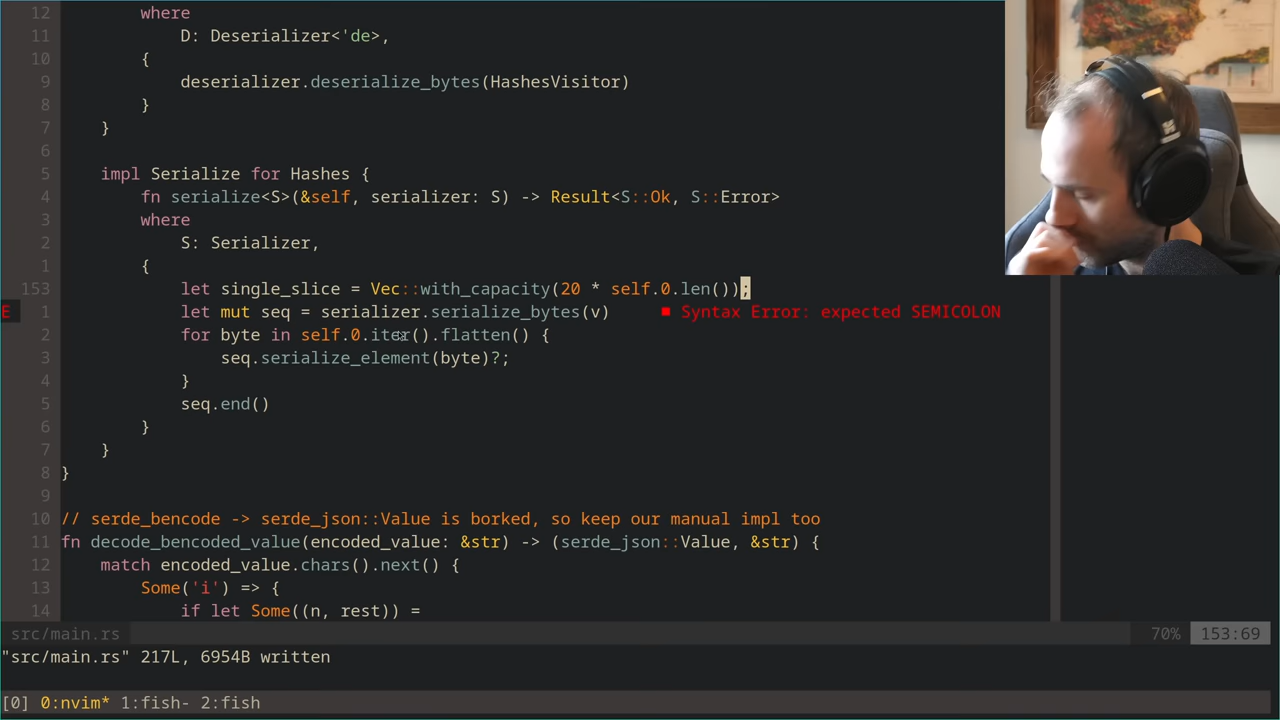 12 where
11 D: Deserializer<'de>,
10 {
9 deserializer.deserialize_bytes(HashesVisitor)
8 }
7 }
6
5 impl Serialize for Hashes {
4 fn serialize<S>(&self, serializer: S) -> Result<S::Ok, S::Error>
3 where
2 S: Serializer,
1 {
153 let single_slice = Vec::with_capacity(20 * self.0.len());
E 1 let mut seq = serializer.serialize_bytes(v) ■ Syntax Error: expected SEMICOLON
2 for byte in self.0.iter().flatten() {
3 seq.serialize_element(byte)?;
4 }
5 seq.end()
6 }
7 }
8 }
9
10 // serde_bencode -> serde_json::Value is borked, so keep our manual impl too
11 fn decode_bencoded_value(encoded_value: &str) -> (serde_json::Value, &str) {
12 match encoded_value.chars().next() {
13 Some('i') => {
14 if let Some((n, rest)) =
src/main.rs 70% 153:69
"src/main.rs" 217L, 6954B written
[0] 0:nvim* 1:fish- 2:fish